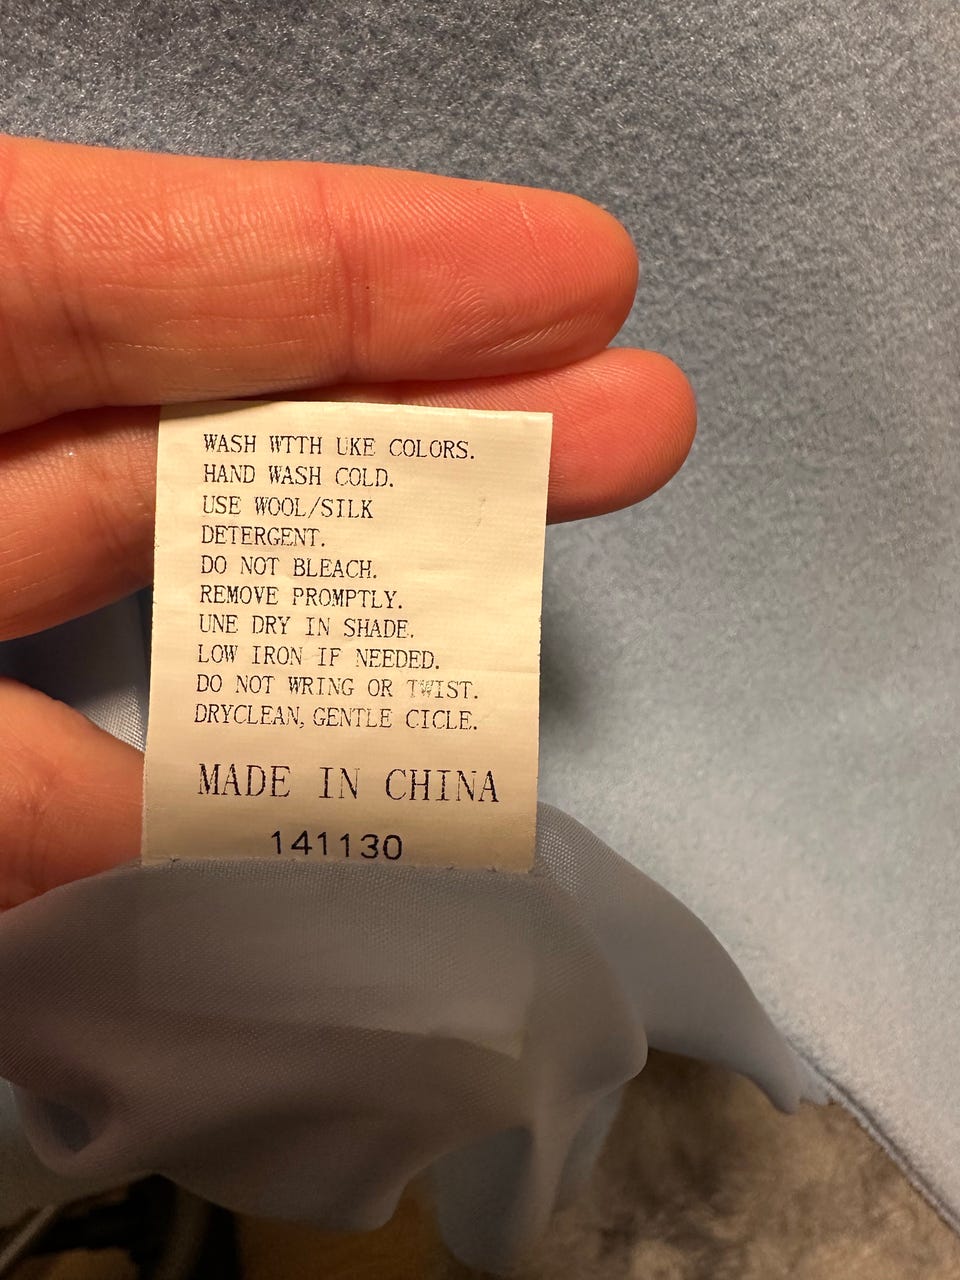 WASH WTTH UKE COLORS.
HAND WASH COLD.
USE WOOL/SILK
DETERGENT.
DO NOT BLEACH.
REMOVE PROMPTLY.
UNE DRY IN SHADE.
LOW IRON IF NEEDED.
DO NOT WRING OR TWIST.
DRYCLEAN, GENTLE CICLE.
MADE IN CHINA
141130